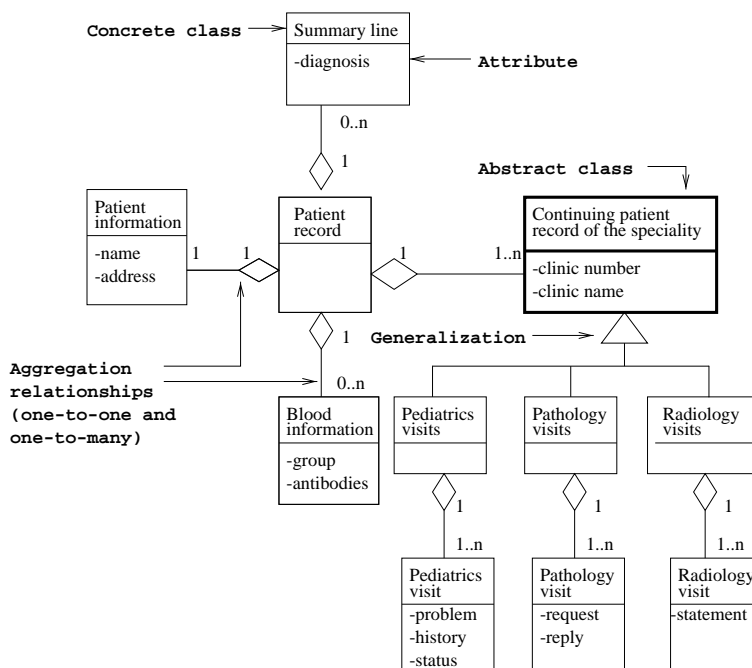 Concrete class
Summary line
-diagnosis
Attribute
0..n
1
Abstract class
Patient
information
-name
-address
1
1
Patient
record
1
1..n
Continuing patient
record of the speciality
-clinic number
-clinic name
1
Generalization
Aggregation
relationships
(one-to-one and
one-to-many)
0..n
Blood
information
-group
-antibodies
Pediatrics
visits
Pathology
visits
Radiology
visits
1
1
1
1..n
1..n
1..n
Pediatrics
visit
-problem
-history
-status
Pathology
visit
-request
-reply
Radiology
visit
-statement